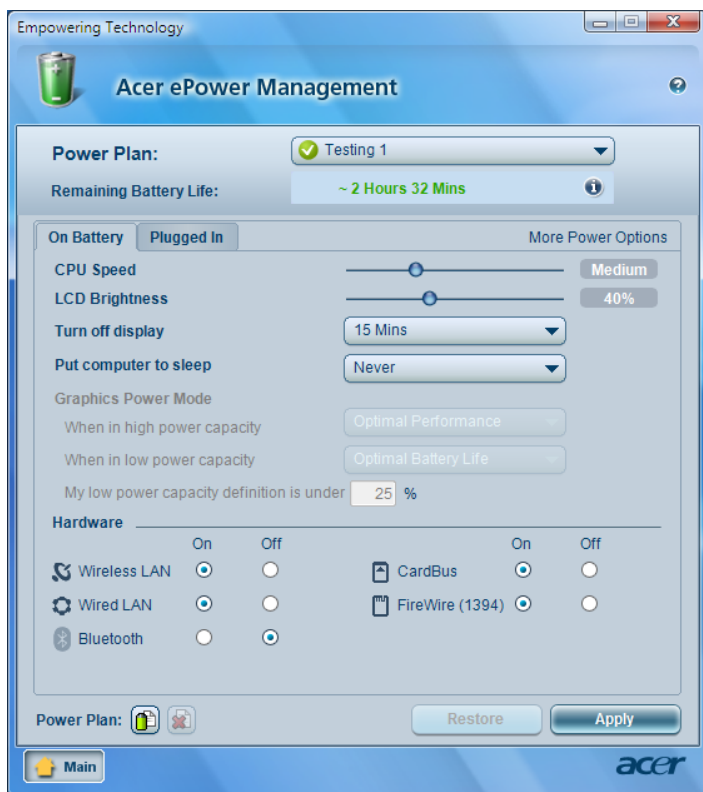 Empowering Technology
Acer ePower Management
Power Plan:
Testing 1
Remaining Battery Life:
~ 2 Hours 32 Mins
On Battery
Plugged In
More Power Options
CPU Speed
Medium
LCD Brightness
40%
Turn off display
15 Mins
Put computer to sleep
Never
Graphics Power Mode
When in high power capacity
Optimal Performance
When in low power capacity
Optimal Battery Life
My low power capacity definition is under 25 %
Hardware
On Off On Off
Wireless LAN
CardBus
Wired LAN
FireWire (1394)
Bluetooth
Power Plan:
Restore
Apply
Main
acer